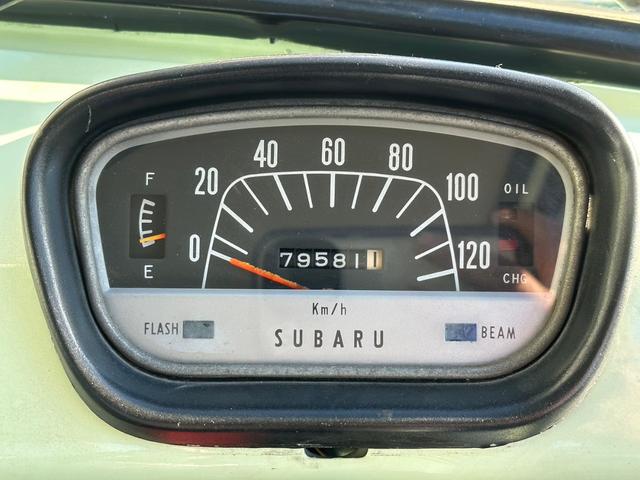 F
E
0
20
40
60
80
100
120
795811
OIL
CHG
Km/h
FLASH
SUBARU
BEAM